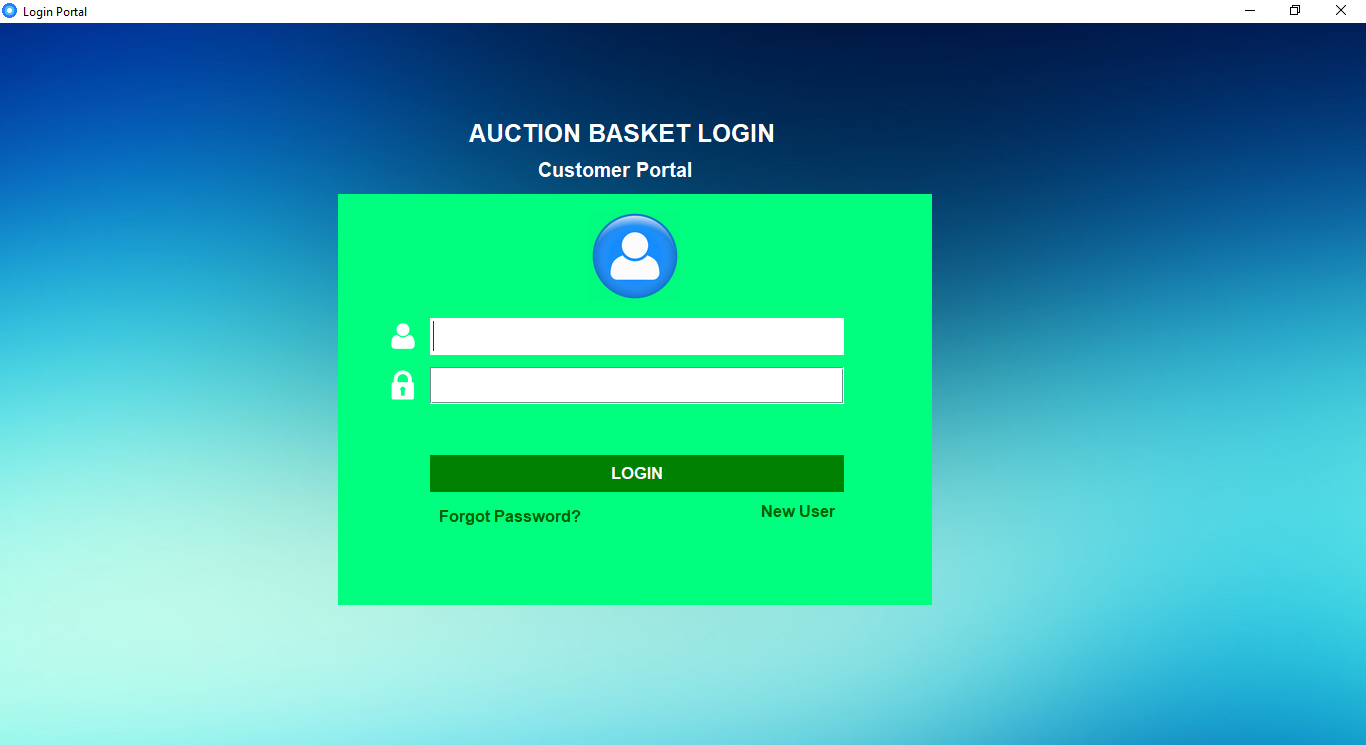 Login Portal
AUCTION BASKET LOGIN
Customer Portal
LOGIN
Forgot Password?
New User